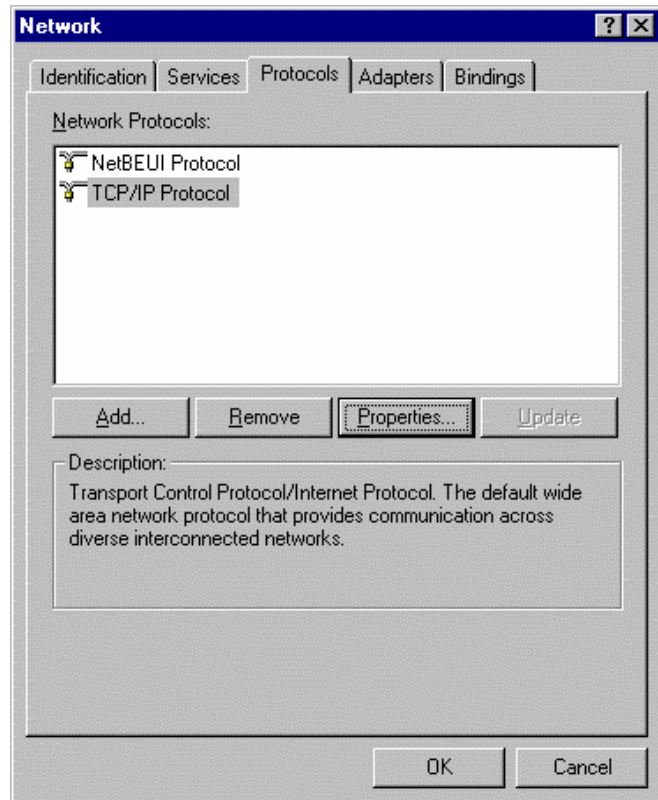 Network
Identification Services Protocols Adapters Bindings
Network Protocols:
NetBEUI Protocol
TCP/IP Protocol
Add... Remove Properties... Update
Description:
Transport Control Protocol/Internet Protocol. The default wide
area network protocol that provides communication across
diverse interconnected networks.
OK Cancel